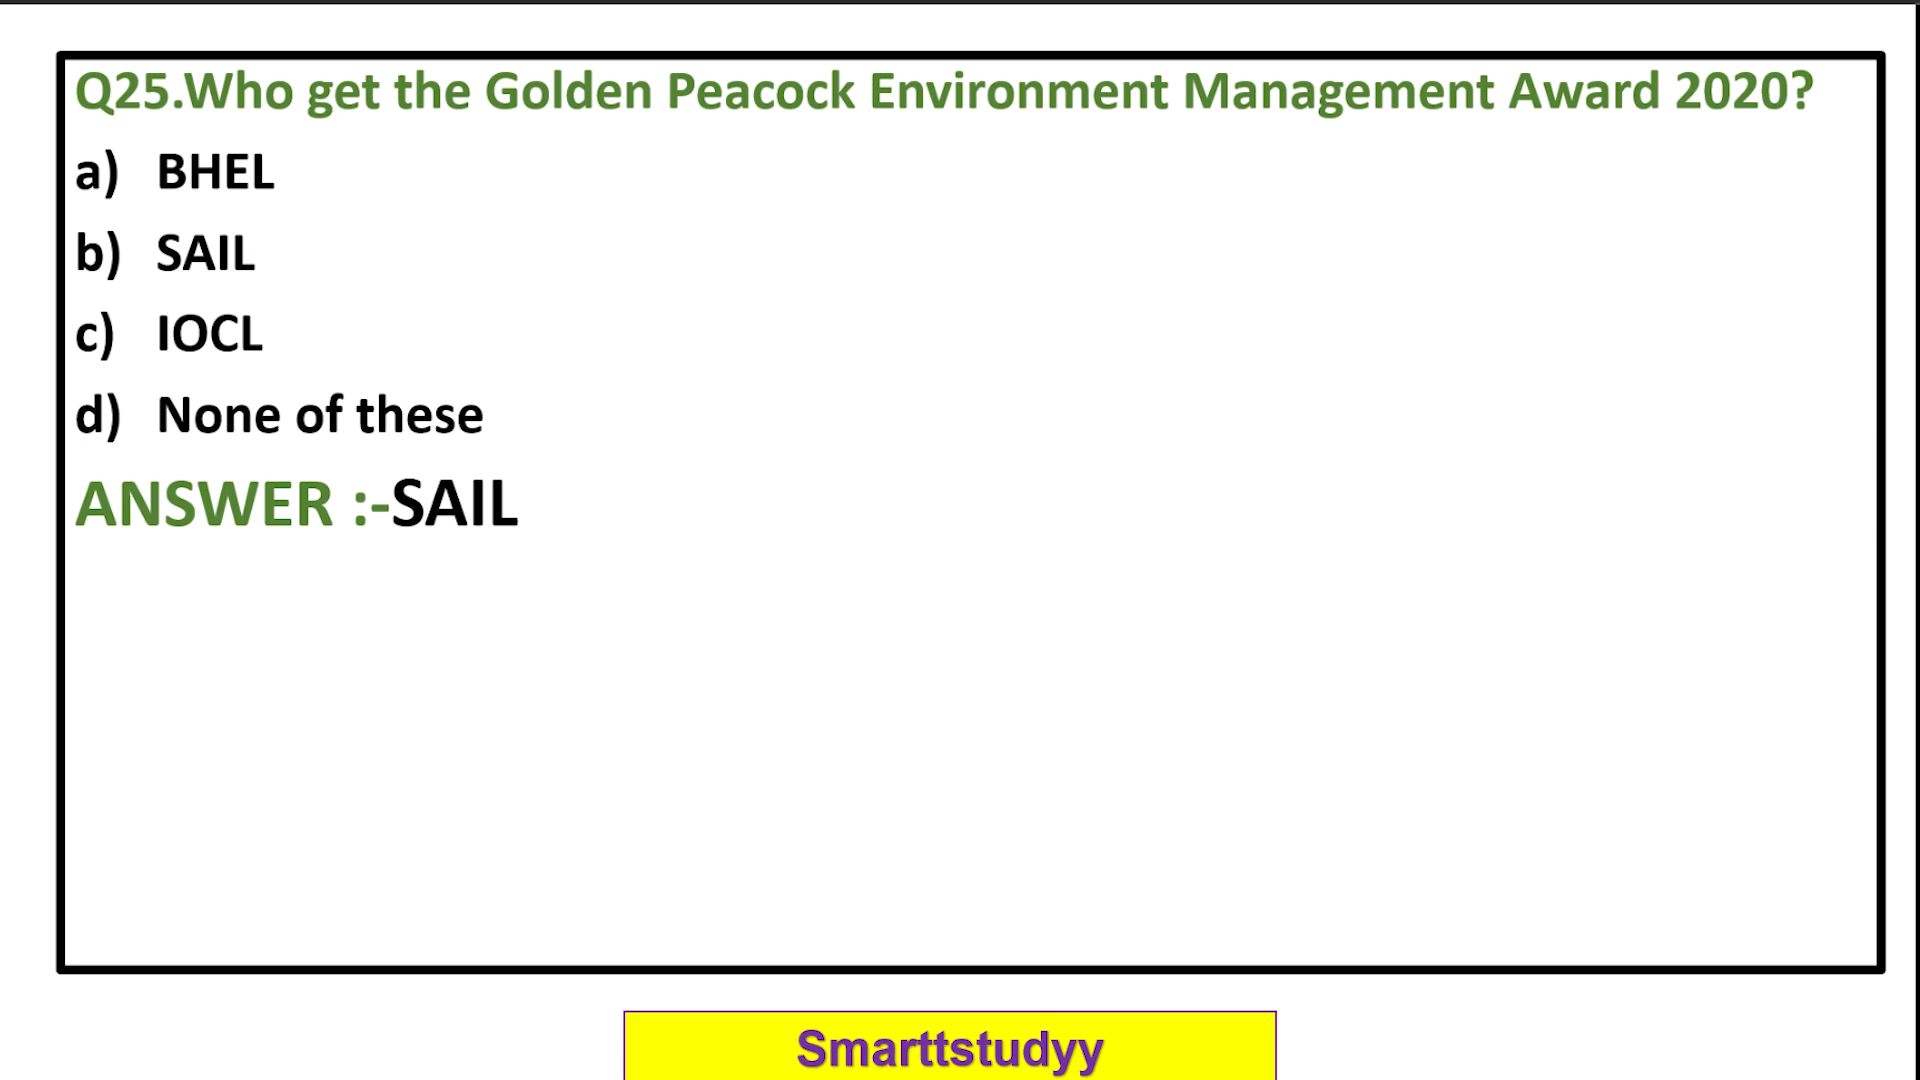 Q25.Who get the Golden Peacock Environment Management Award 2020?
a) BHEL
b) SAIL
c) IOCL
d) None of these
ANSWER :-SAIL
Smarttstudyy